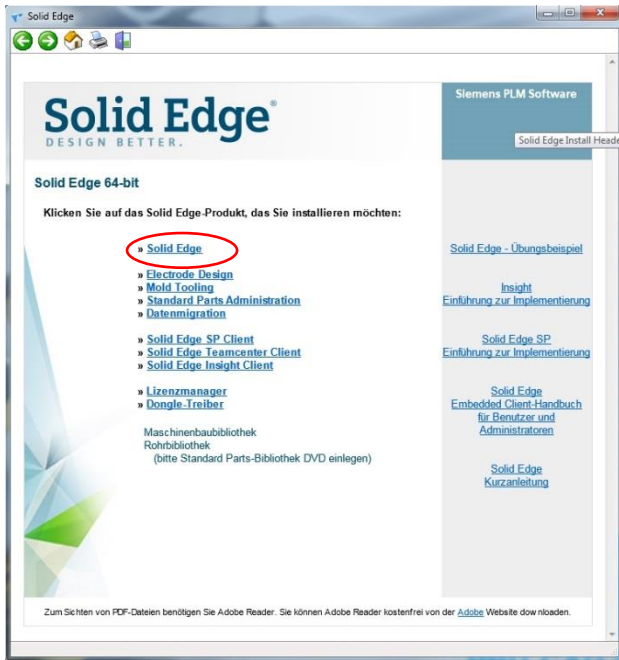 Solid Edge
Solid Edge®
DESIGN BETTER.
Siemens PLM Software
Solid Edge Install Heade
Solid Edge 64-bit
Klicken Sie auf das Solid Edge-Produkt, das Sie installieren möchten:
» Solid Edge
» Electrode Design
» Mold Tooling
» Standard Parts Administration
» Datenmigration
» Solid Edge SP Client
» Solid Edge Teamcenter Client
» Solid Edge Insight Client
» Lizenzmanager
» Dongle-Treiber
Maschinenbaubibliothek
Rohrbibliothek
(bitte Standard Parts-Bibliothek DVD einlegen)
Solid Edge - Übungsbeispiel
Insight
Einführung zur Implementierung
Solid Edge SP
Einführung zur Implementierung
Solid Edge
Embedded Client-Handbuch
für Benutzer und
Administratoren
Solid Edge
Kurzanleitung
Zum Sichten von PDF-Dateien benötigen Sie Adobe Reader. Sie können Adobe Reader kostenfrei von der Adobe Website dow nloaden.